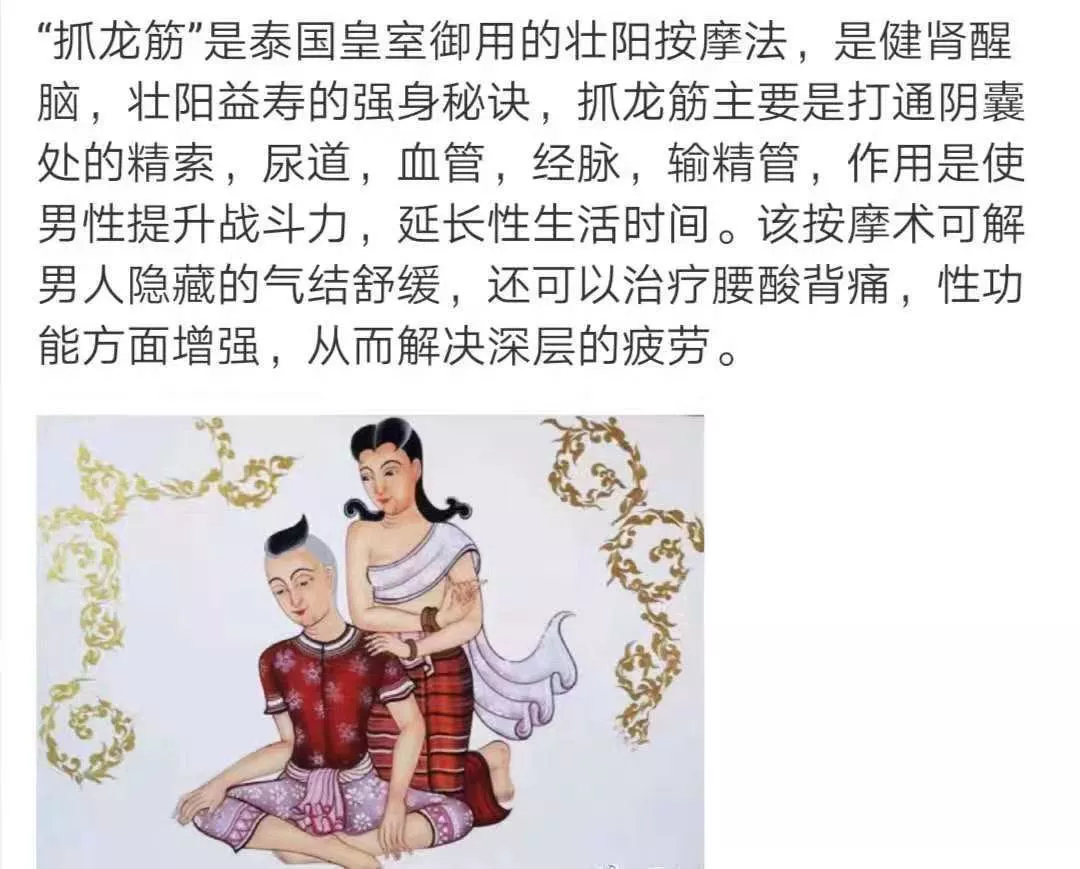 “抓龙筋”是泰国皇室御用的壮阳按摩法，是健肾醒
脑，壮阳益寿的强身秘诀，抓龙筋主要是打通阴囊
处的精索，尿道，血管，经脉，输精管，作用是使
男性提升战斗力，延长性生活时间。该按摩术可解
男人隐藏的气结舒缓，还可以治疗腰酸背痛，性功
能方面增强，从而解决深层的疲劳。